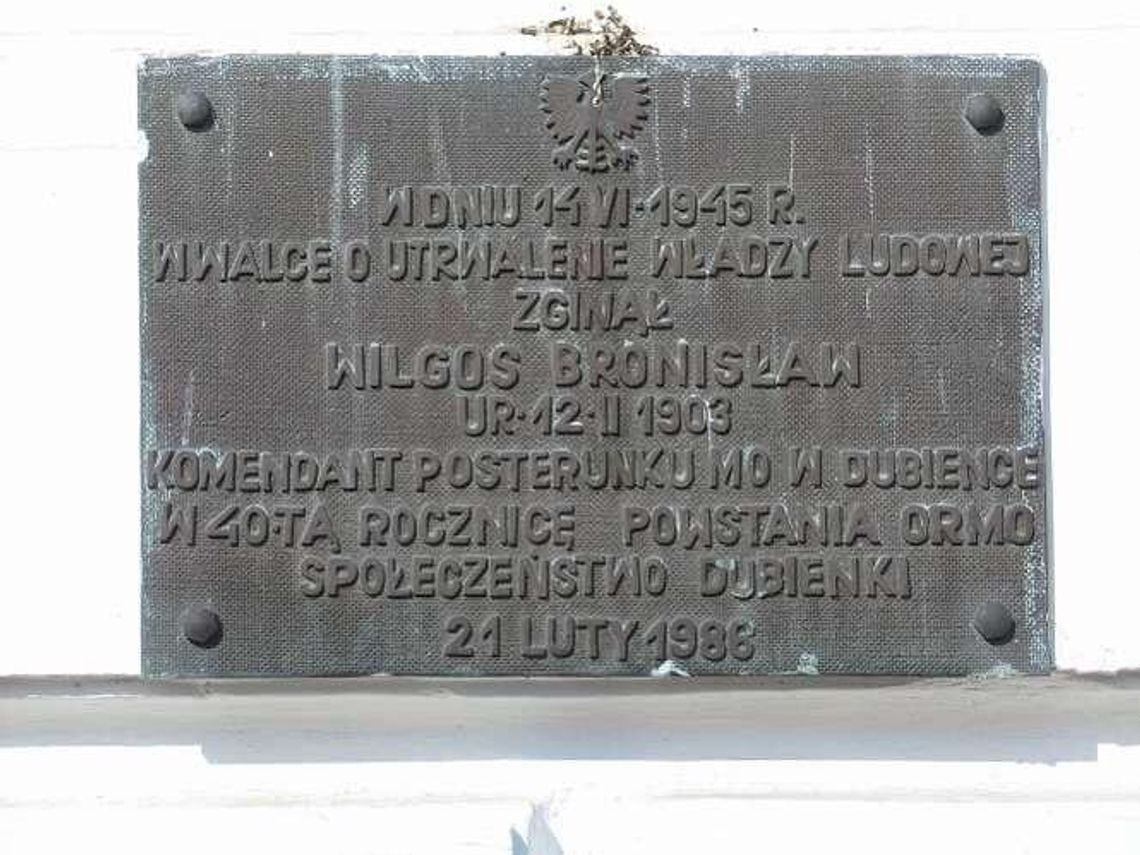 W DNIU 14 VI·1945 R.
W WALCE O UTRWALENIE WŁADZY LUDOWEJ
ZGINĄŁ
WILGOS BRONISŁAW
UR·12·II 1903
KOMENDANT POSTERUNKU MO W DUBIENCE
W 40·TĄ ROCZNICĘ POWSTANIA ORMO
SPOŁECZEŃSTWO DUBIENKI
21 LUTY 1986